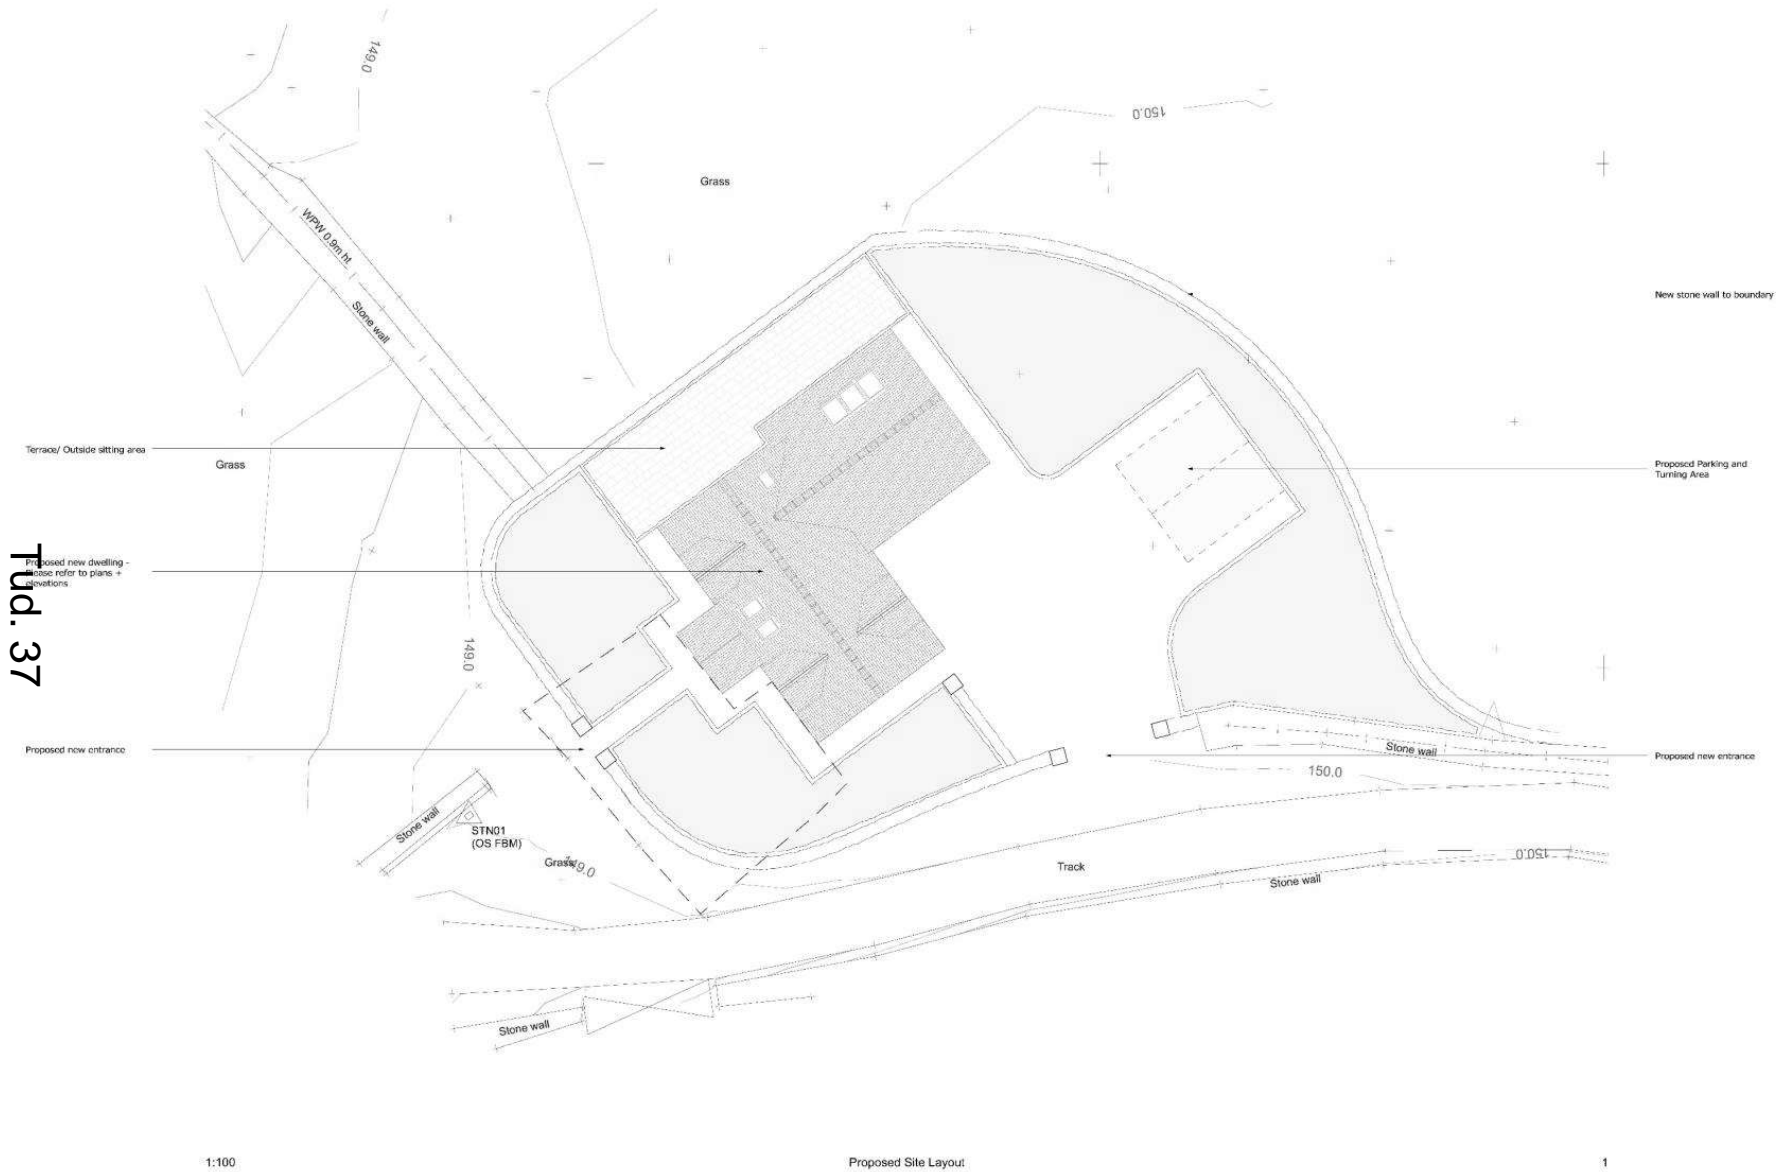 149.0
150.0
Grass
WPW 0.9m ht
Stone wall
New stone wall to boundary
Terrace/ Outside sitting area
Grass
Proposed Parking and
Turning Area
Tud. 37
Proposed new dwelling -
please refer to plans +
elevations
149.0
Proposed new entrance
Stone wall
Proposed new entrance
150.0
Stone wall
STN01
(OS FBM)
Grass
149.0
Track
150.0
Stone wall
Stone wall
1:100
Proposed Site Layout
1